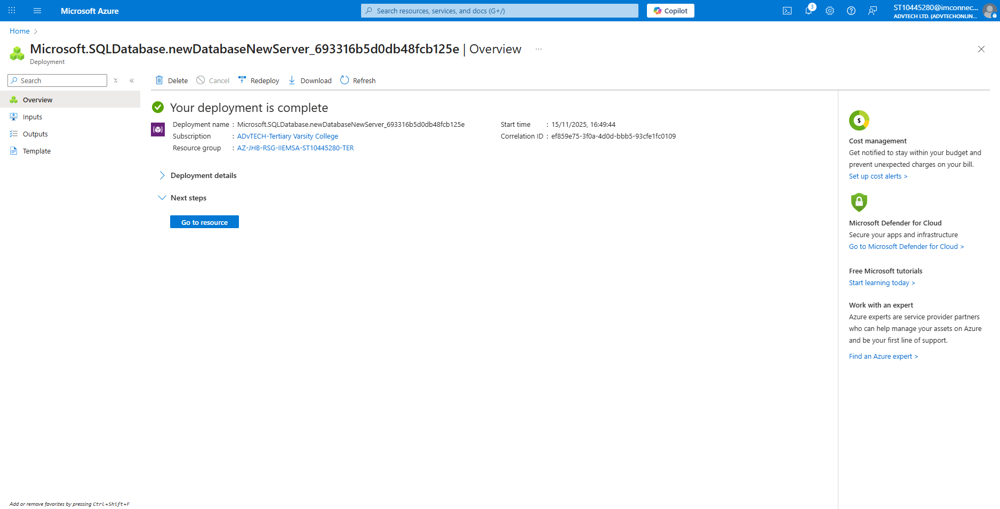 Microsoft Azure
Search resources, services, and docs (G+/)
Copilot
3
ST10445280@imconnec...
ADVTECH LTD. (ADVTECHONLIN...
Home
Microsoft.SQLDatabase.newDatabaseNewServer_693316b5d0db48fcb125e | Overview ...
Deployment
Search
Delete
Cancel
Redeploy
Download
Refresh
Overview
Inputs
Outputs
Template
Your deployment is complete
Deployment name : Microsoft.SQLDatabase.newDatabaseNewServer_693316b5d0db48fcb125e
Subscription : ADvTECH-Tertiary Varsity College
Resource group : AZ-JHB-RSG-IIEMSA-ST10445280-TER
Start time : 15/11/2025, 16:49:44
Correlation ID : ef859e75-3f0a-4d0d-bbb5-93cfe1fc0109
Deployment details
Next steps
Go to resource
$
Cost management
Get notified to stay within your budget and
prevent unexpected charges on your bill.
Set up cost alerts >
Microsoft Defender for Cloud
Secure your apps and infrastructure
Go to Microsoft Defender for Cloud >
Free Microsoft tutorials
Start learning today >
Work with an expert
Azure experts are service provider partners
who can help manage your assets on Azure
and be your first line of support.
Find an Azure expert >
Add or remove favorites by pressing Ctrl+Shift+F